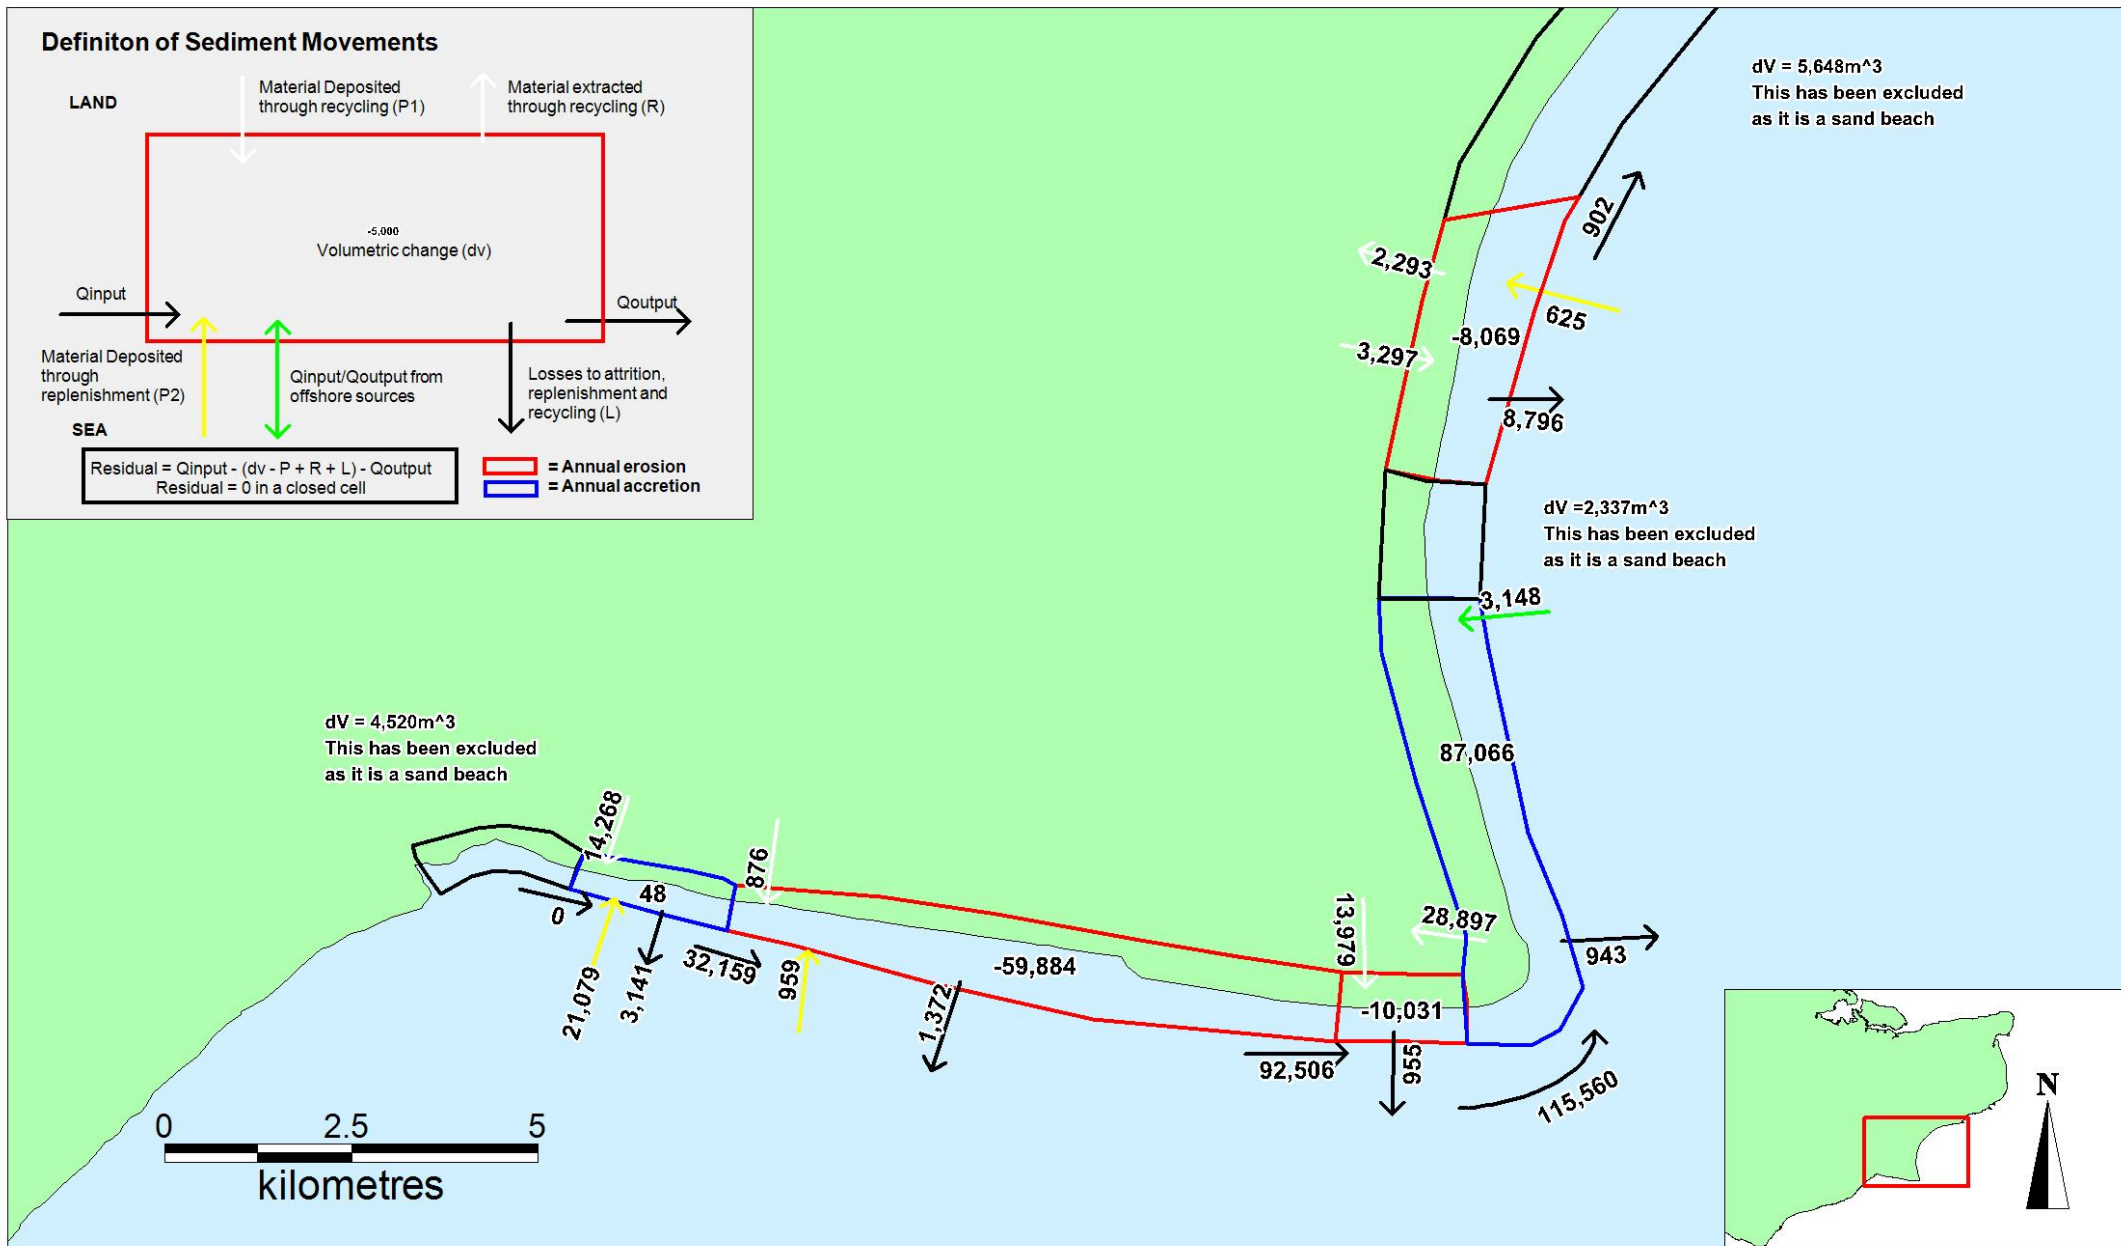 Definiton of Sediment Movements
LAND
Material Deposited
through recycling (P1)
Material extracted
through recycling (R)
-5,000
Volumetric change (dv)
Qinput
Qoutput
Material Deposited
through
replenishment (P2)
Qinput/Qoutput from
offshore sources
Losses to attrition,
replenishment and
recycling (L)
SEA
Residual = Qinput - (dv - P + R + L) - Qoutput
Residual = 0 in a closed cell
= Annual erosion
= Annual accretion
dV = 5,648m^3
This has been excluded
as it is a sand beach
902
2,293
625
-8,069
3,297
8,796
dV =2,337m^3
This has been excluded
as it is a sand beach
3,148
87,066
dV = 4,520m^3
This has been excluded
as it is a sand beach
14,268
876
48
0
21,079
3,141
32,159
959
-59,884
1,372
13,979
28,897
943
-10,031
92,506
955
115,560
0 2.5 5
kilometres
N